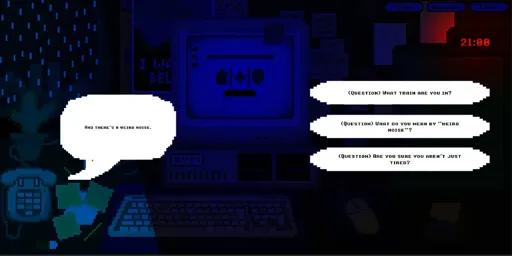 21:00
(Question) What train are you in?
And there's a weird noise.
(Question) What do you mean by "weird
noise"?
(Question) Are you sure you aren't just
tired?